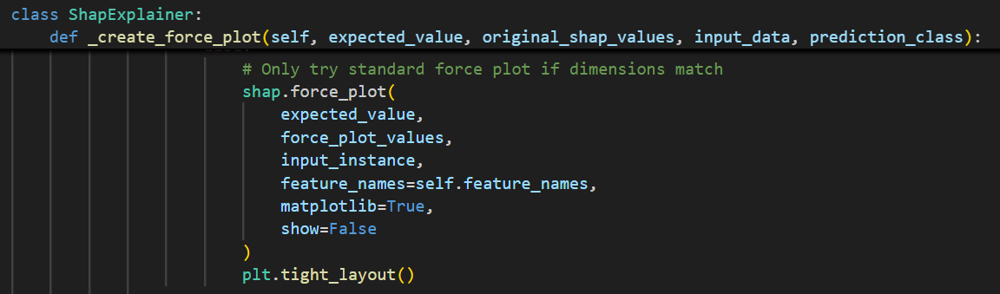 class ShapExplainer:
    def _create_force_plot(self, expected_value, original_shap_values, input_data, prediction_class):
                        # Only try standard force plot if dimensions match
                        shap.force_plot(
                            expected_value,
                            force_plot_values,
                            input_instance,
                            feature_names=self.feature_names,
                            matplotlib=True,
                            show=False
                        )
                        plt.tight_layout()